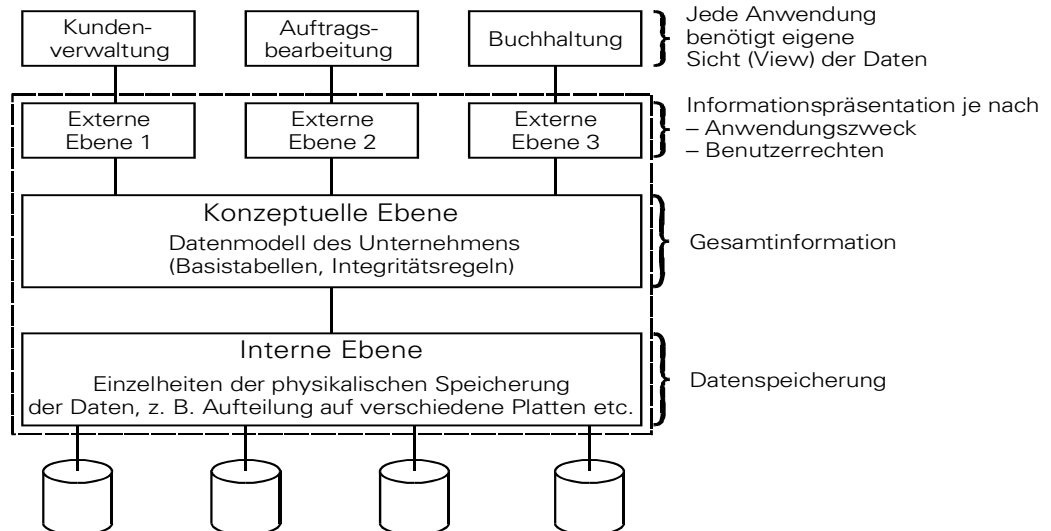 Kunden-
verwaltung
Auftrags-
bearbeitung
Buchhaltung
Jede Anwendung
benötigt eigene
Sicht (View) der Daten
Externe
Ebene 1
Externe
Ebene 2
Externe
Ebene 3
Informationspräsentation je nach
– Anwendungszweck
– Benutzerrechten
Konzeptuelle Ebene
Datenmodell des Unternehmens
(Basistabellen, Integritätsregeln)
Gesamtinformation
Interne Ebene
Einzelheiten der physikalischen Speicherung
der Daten, z. B. Aufteilung auf verschiedene Platten etc.
Datenspeicherung